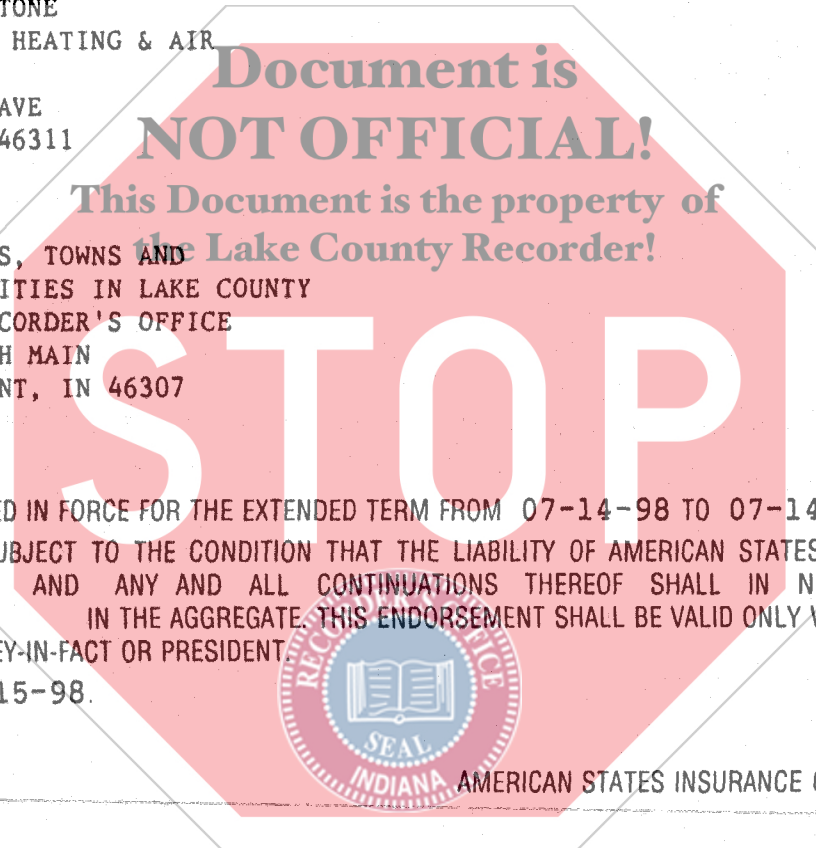 TONE
HEATING & AIR
Document is
AVE
NOT OFFICIAL!
46311
This Document is the property of
the Lake County Recorder!
S, TOWNS AND
ITIES IN LAKE COUNTY
CORDER'S OFFICE
H MAIN
NT, IN 46307
STOP
ED IN FORCE FOR THE EXTENDED TERM FROM 07-14-98 TO 07-14
UBJECT TO THE CONDITION THAT THE LIABILITY OF AMERICAN STATES
AND ANY AND ALL CONTINUATIONS THEREOF SHALL IN N
IN THE AGGREGATE. THIS ENDORSEMENT SHALL BE VALID ONLY W
EY-IN-FACT OR PRESIDENT.
15-98.
RECORDER'S OFFICE
SEAL
INDIANA
AMERICAN STATES INSURANCE